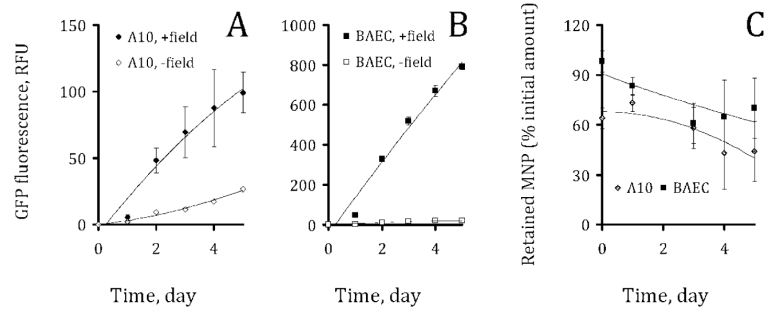 A
A10, +field
A10, -field
GFP fluorescence, RFU
150
100
50
0
0
2
4
Time, day
B
BAEC, +field
BAEC, -field
1000
800
600
400
200
0
0
2
4
Time, day
C
Retained MNP (% initial amount)
120
90
60
30
0
A10
BAEC
0
2
4
Time, day